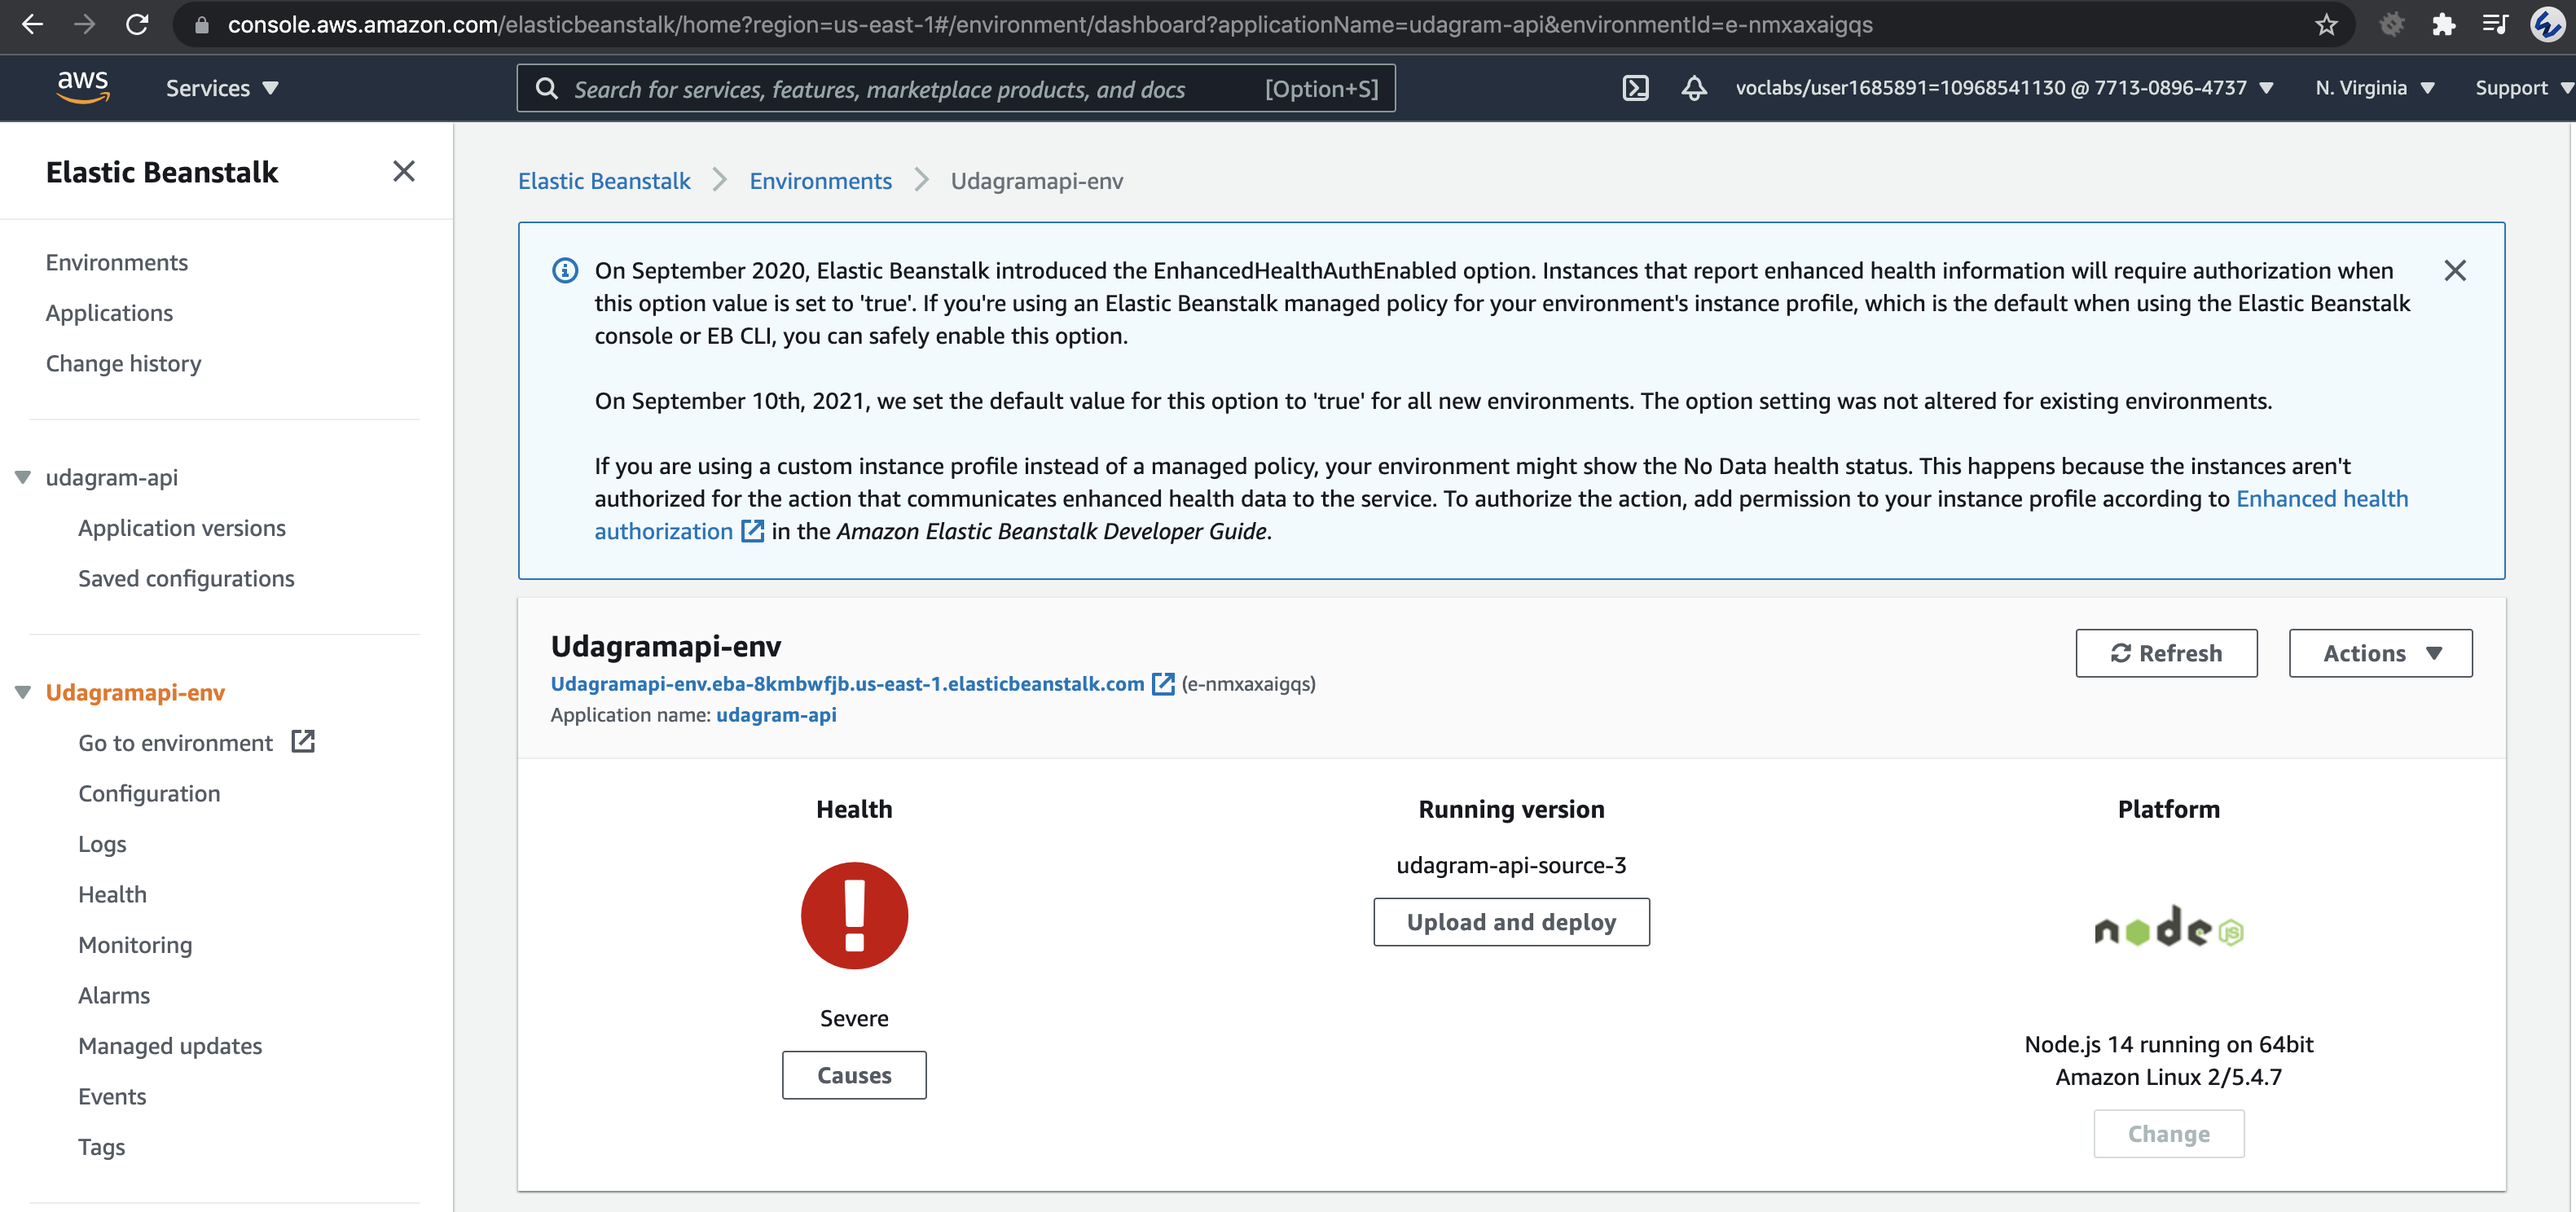 console.aws.amazon.com/elasticbeanstalk/home?region=us-east-1#/environment/dashboard?applicationName=udagram-api&environmentId=e-nmxaxaigqs
aws
Services
Search for services, features, marketplace products, and docs
[Option+S]
voclabs/user1685891=10968541130 @ 7713-0896-4737
N. Virginia
Support
Elastic Beanstalk
Environments
Applications
Change history
udagram-api
Application versions
Saved configurations
Udagramapi-env
Go to environment
Configuration
Logs
Health
Monitoring
Alarms
Managed updates
Events
Tags
Elastic Beanstalk
Environments
Udagramapi-env
On September 2020, Elastic Beanstalk introduced the EnhancedHealthAuthEnabled option. Instances that report enhanced health information will require authorization when
this option value is set to 'true'. If you're using an Elastic Beanstalk managed policy for your environment's instance profile, which is the default when using the Elastic Beanstalk
console or EB CLI, you can safely enable this option.
On September 10th, 2021, we set the default value for this option to 'true' for all new environments. The option setting was not altered for existing environments.
If you are using a custom instance profile instead of a managed policy, your environment might show the No Data health status. This happens because the instances aren't
authorized for the action that communicates enhanced health data to the service. To authorize the action, add permission to your instance profile according to Enhanced health
authorization in the Amazon Elastic Beanstalk Developer Guide.
Udagramapi-env
Udagramapi-env.eba-8kmbwfjb.us-east-1.elasticbeanstalk.com (e-nmxaxaigqs)
Application name: udagram-api
Refresh
Actions
Health
Severe
Causes
Running version
udagram-api-source-3
Upload and deploy
Platform
node JS
Node.js 14 running on 64bit
Amazon Linux 2/5.4.7
Change